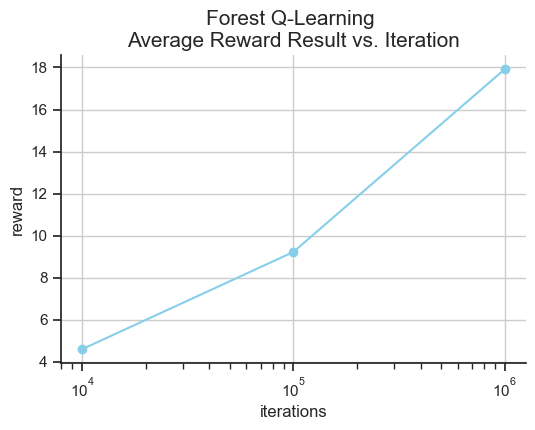 Forest Q-Learning
Average Reward Result vs. Iteration
18
16
14
12
10
8
6
4
reward
10^4 10^5 10^6
iterations